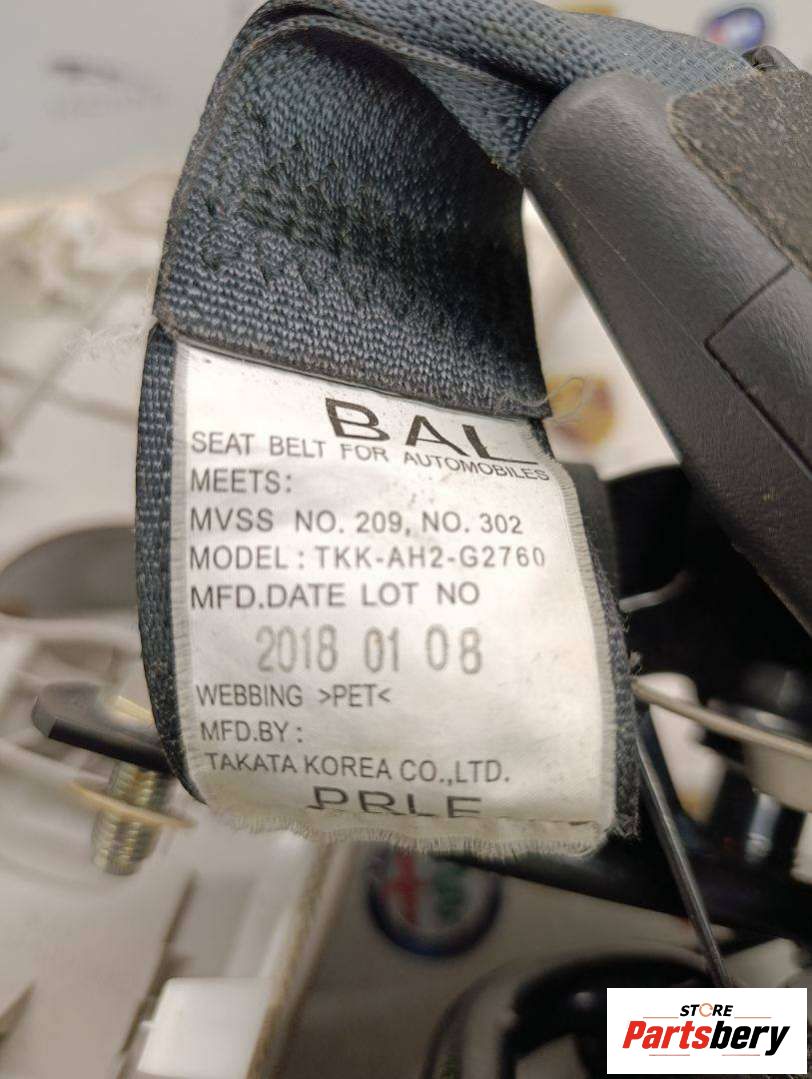 BAL
SEAT BELT FOR AUTOMOBILES
MEETS:
MVSS NO. 209, NO. 302
MODEL : TKK-AH2-G2760
MFD.DATE LOT NO
2018 01 08
WEBBING >PET<
MFD.BY :
TAKATA KOREA CO.,LTD.
STORE
Partsbery